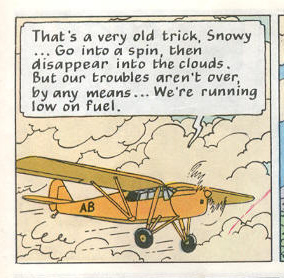 That's a very old trick, Snowy
... Go into a spin, then
disappear into the clouds.
But our troubles aren't over,
by any means... We're running
low on fuel.
AB